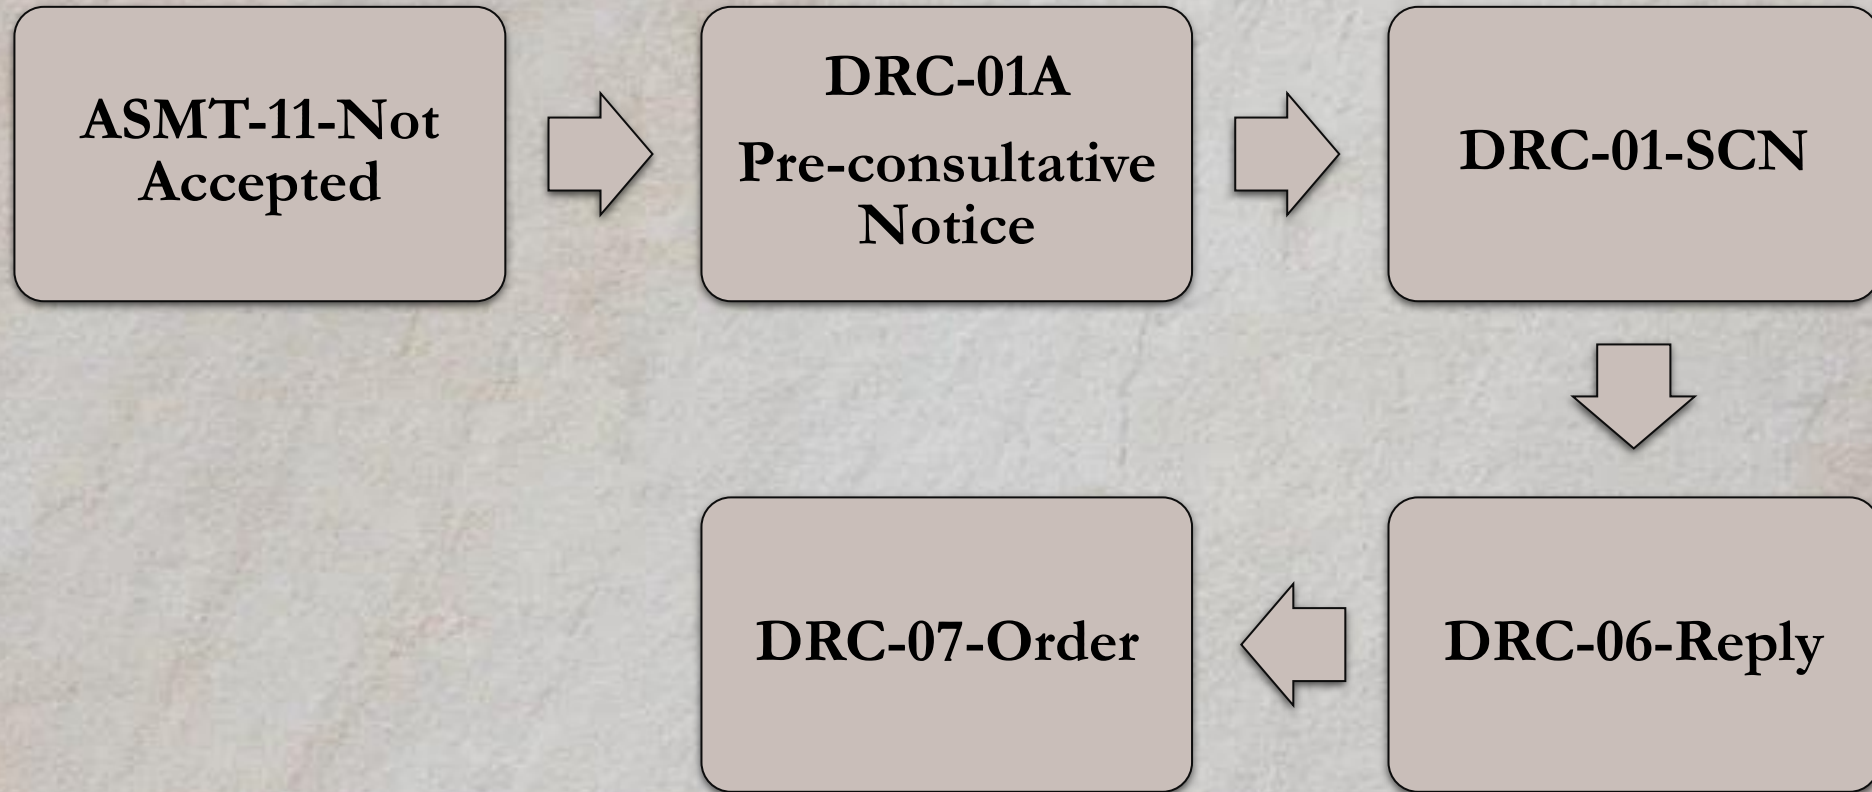 ASMT-11-Not
Accepted
DRC-01A
Pre-consultative
Notice
DRC-01-SCN
DRC-06-Reply
DRC-07-Order